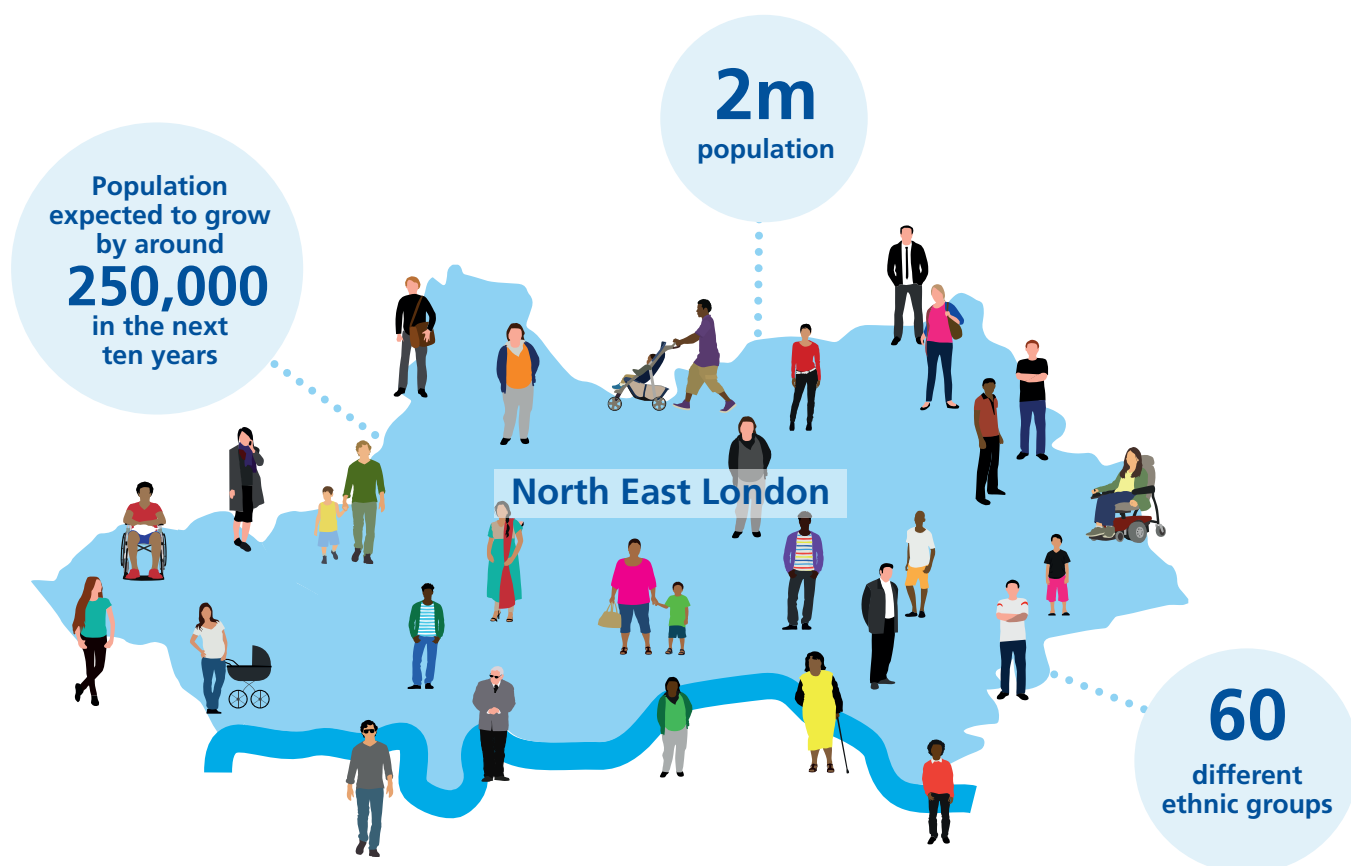 2m
population
Population
expected to grow
by around
250,000
in the next
ten years
North East London
60
different
ethnic groups